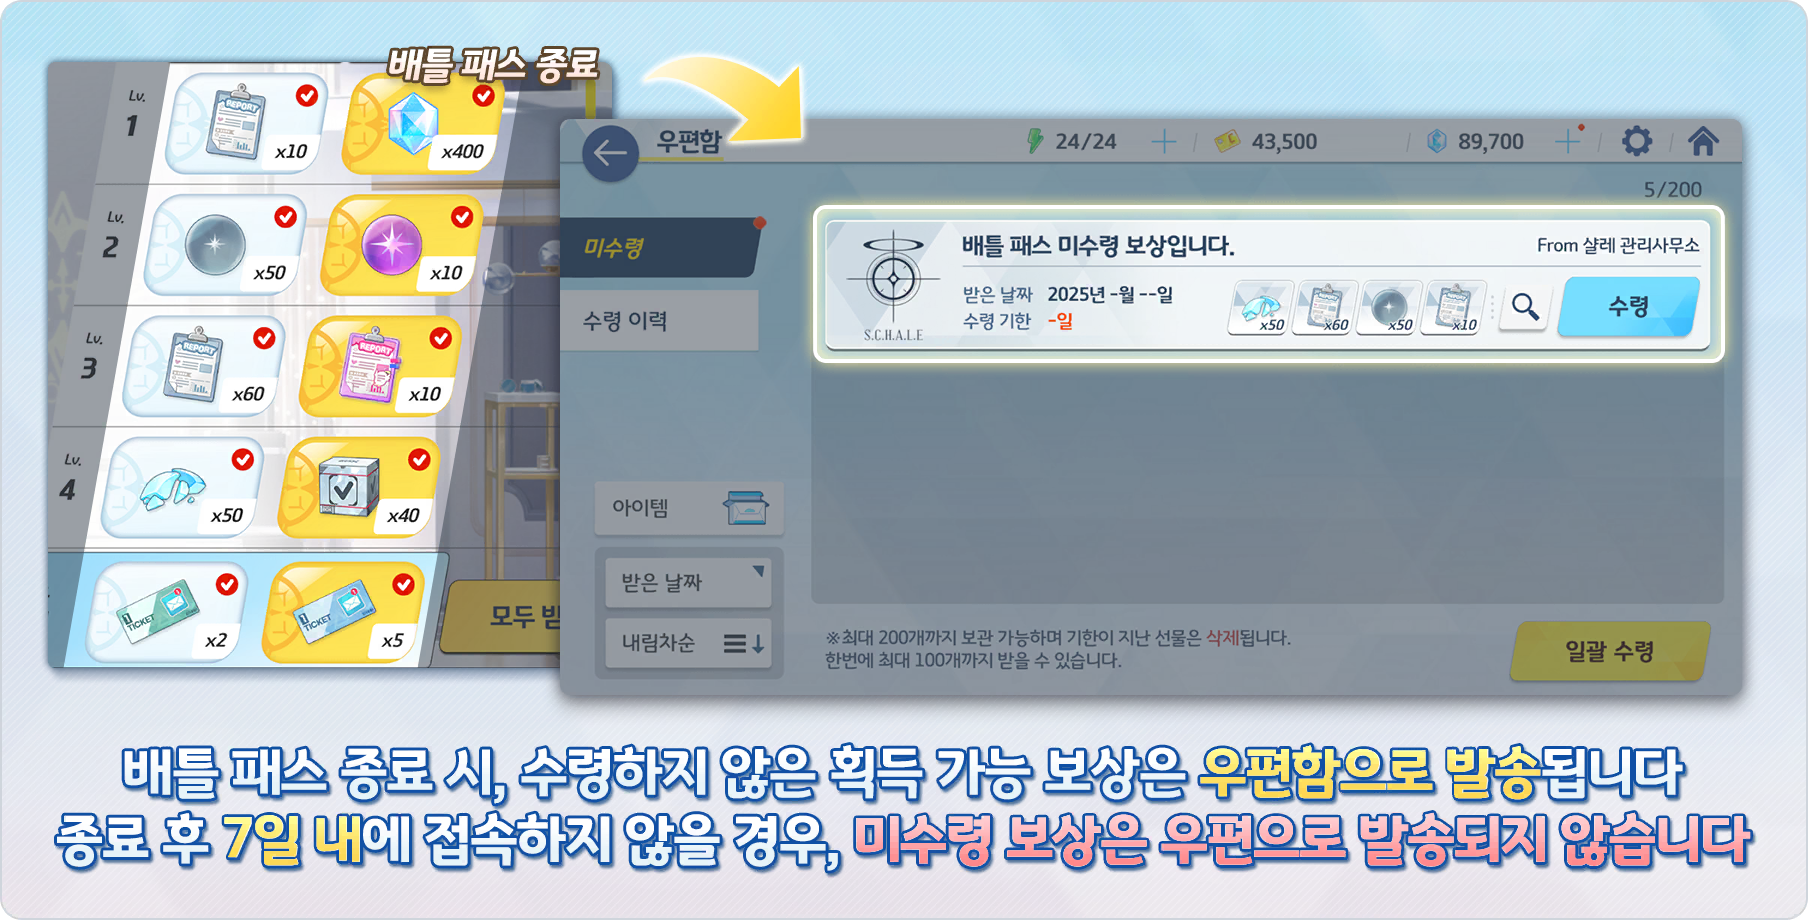 배틀 패스 종료
Lv.
1
REPORT
x10
x400
Lv.
2
x50
x10
Lv.
3
REPORT
x60
REPORT
x10
Lv.
4
x50
x40
1 TICKET
x2
1 TICKET
x5
모두 받
우편함
24/24
43,500
89,700
5/200
미수령
수령 이력
배틀 패스 미수령 보상입니다.
From 샬레 관리사무소
받은 날짜 2025년 -월 --일
수령 기한 -일
S.C.H.A.L.E
x50
x60
x50
x10
수령
아이템
받은 날짜
내림차순
※최대 200개까지 보관 가능하며 기한이 지난 선물은 삭제됩니다.
한번에 최대 100개까지 받을 수 있습니다.
일괄 수령
배틀 패스 종료 시, 수령하지 않은 획득 가능 보상은 우편함으로 발송됩니다
종료 후 7일 내에 접속하지 않을 경우, 미수령 보상은 우편으로 발송되지 않습니다